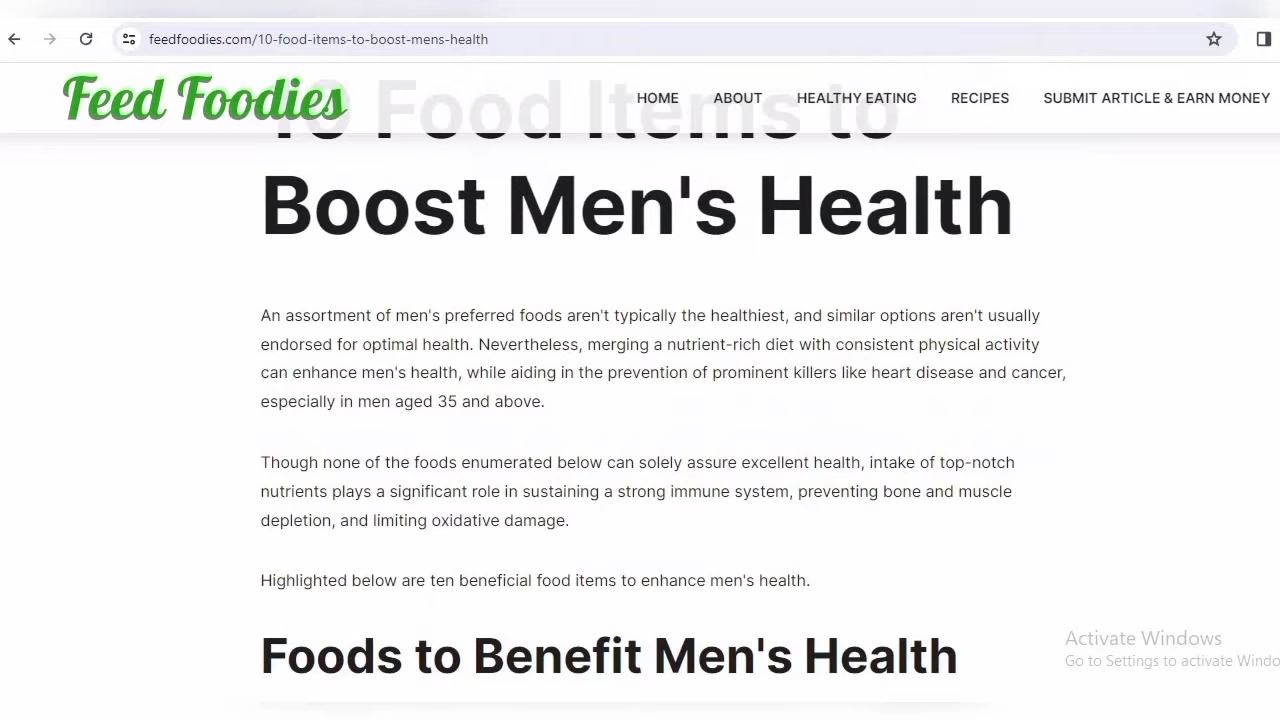 feedfoodies.com/10-food-items-to-boost-mens-health
Feed Foodies
HOME ABOUT HEALTHY EATING RECIPES SUBMIT ARTICLE & EARN MONEY
10 Food Items to
Boost Men's Health
An assortment of men's preferred foods aren't typically the healthiest, and similar options aren't usually
endorsed for optimal health. Nevertheless, merging a nutrient-rich diet with consistent physical activity
can enhance men's health, while aiding in the prevention of prominent killers like heart disease and cancer,
especially in men aged 35 and above.
Though none of the foods enumerated below can solely assure excellent health, intake of top-notch
nutrients plays a significant role in sustaining a strong immune system, preventing bone and muscle
depletion, and limiting oxidative damage.
Highlighted below are ten beneficial food items to enhance men's health.
Foods to Benefit Men's Health
Activate Windows
Go to Settings to activate Windo